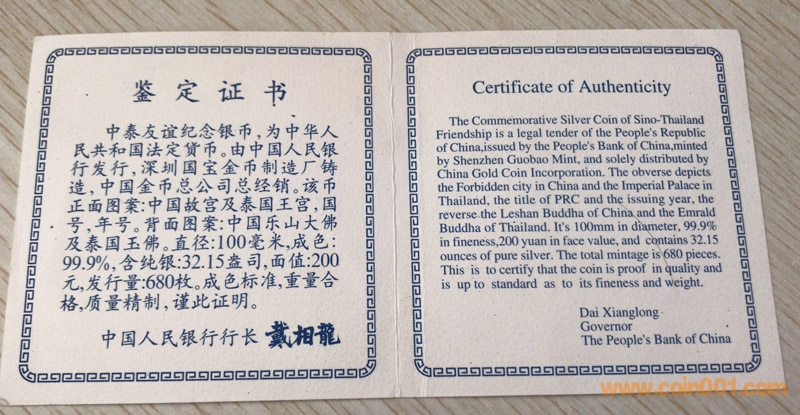 鉴定证书
中泰友谊纪念银币,为中华人
民共和国法定货币。由中国人民银
行发行,深圳国宝金币制造厂铸
造,中国金币总公司总经销。该币
正面图案:中国故宫及泰国王宫,国
号,年号。背面图案:中国乐山大佛
及泰国玉佛。直径:100毫米,成色:
99.9%,含纯银:32.15盎司,面值:200
元,发行量:680枚。成色标准,重量合
格,质量精制,谨此证明。
中国人民银行行长 戴相龍
Certificate of Authenticity
The Commemorative Silver Coin of Sino-Thailand
Friendship is a legal tender of the People's Republic
of China,issued by the People's Bank of China,minted
by Shenzhen Guobao Mint, and solely distributed by
China Gold Coin Incorporation. The obverse depicts
the Forbidden city in China and the Imperial Palace in
Thailand, the title of PRC and the issuing year, the
reverse the Leshan Buddha of China and the Emrald
Buddha of Thailand. It's 100mm in diameter, 99.9%
in fineness,200 yuan in face value, and contains 32.15
ounces of pure silver. The total mintage is 680 pieces.
This is to certify that the coin is proof in quality and
is up to standard as to its fineness and weight.
Dai Xianglong
Governor
The People's Bank of China
www.coin001.com